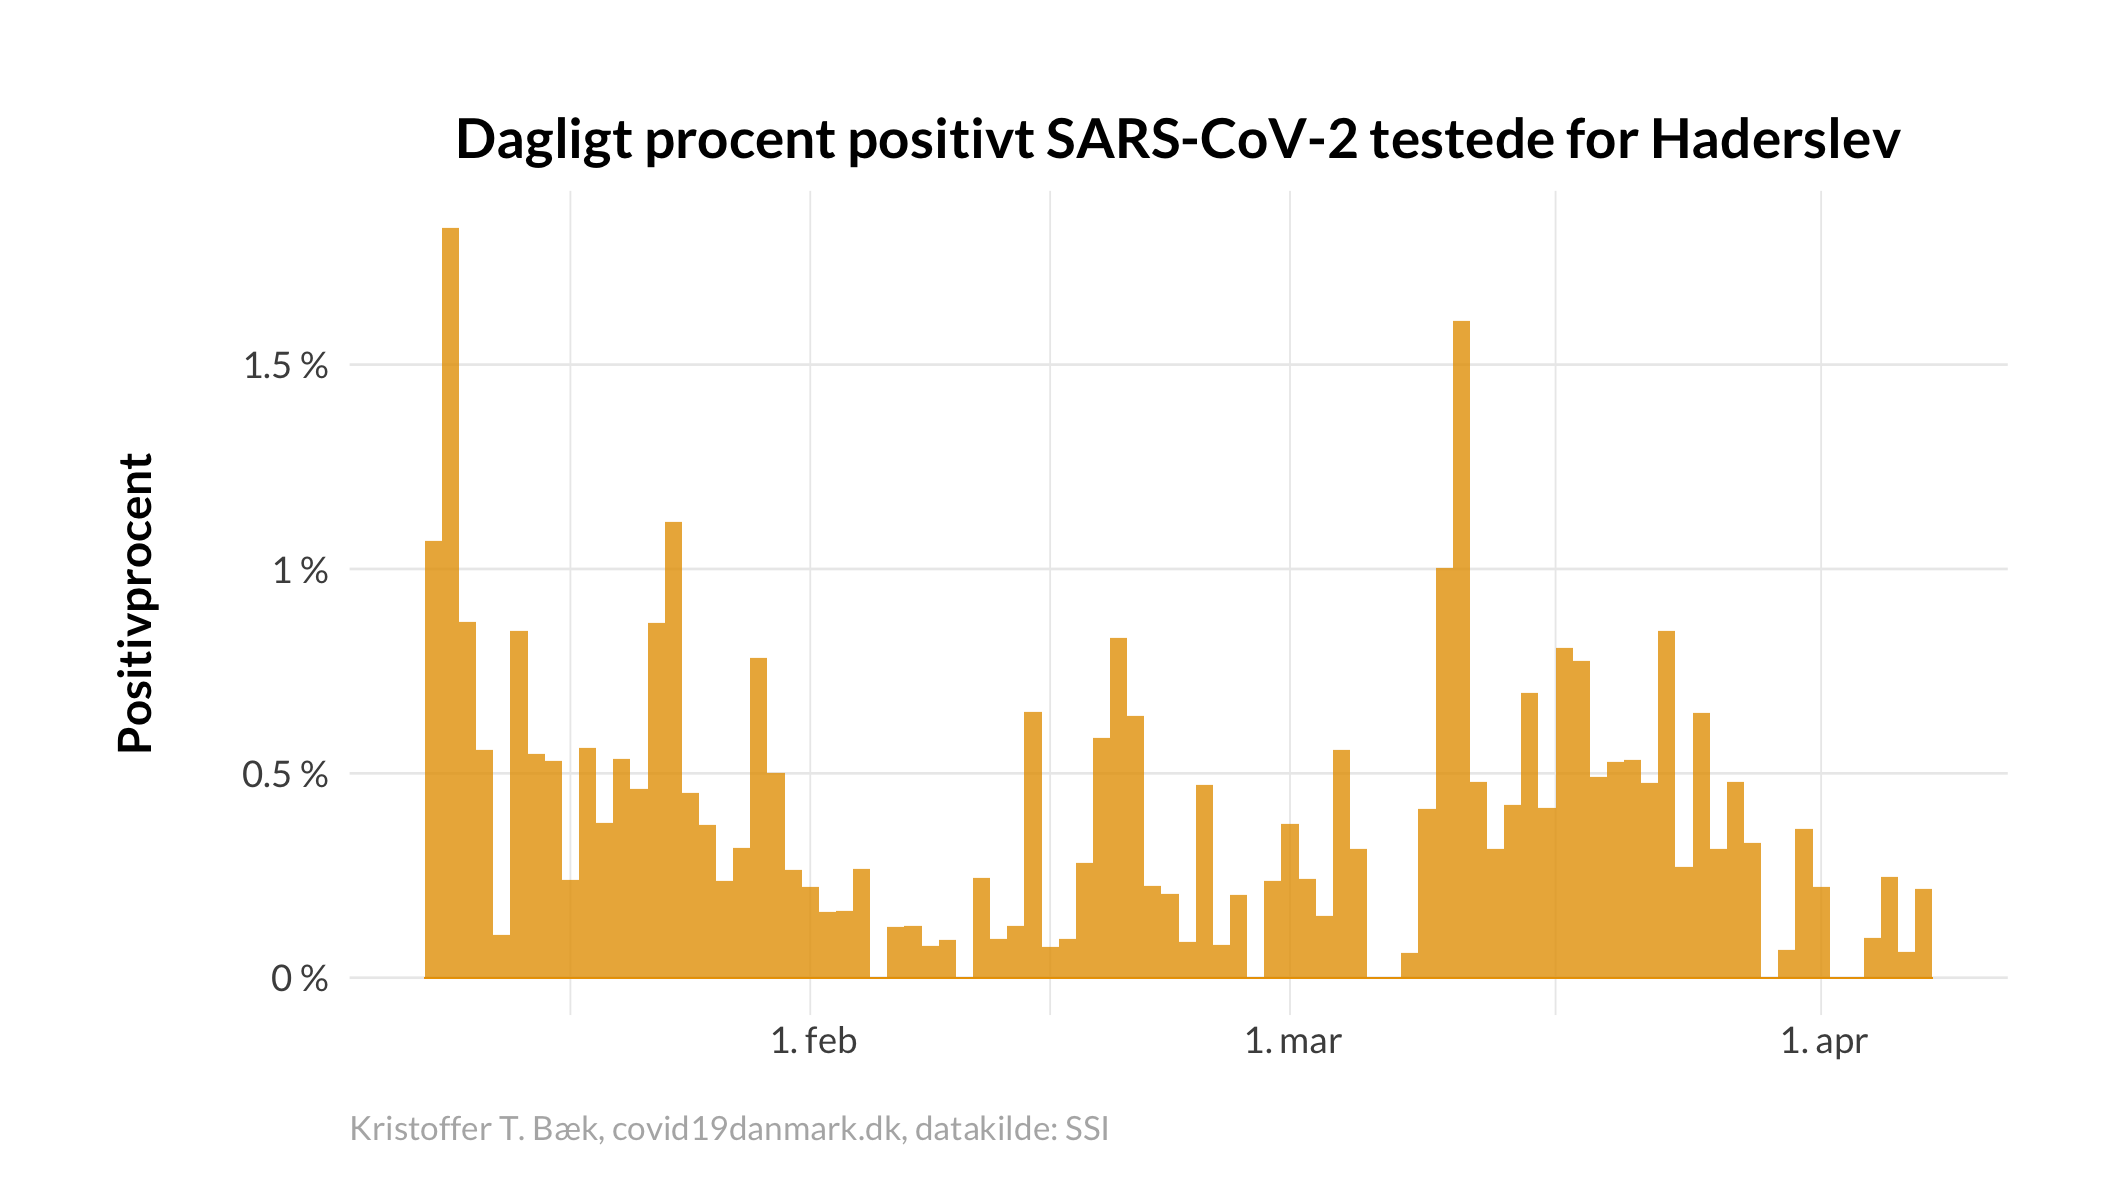 Dagligt procent positivt SARS-CoV-2 testede for Haderslev
Positivprocent
1.5 %
1 %
0.5 %
0 %
1. feb
1. mar
1. apr
Kristoffer T. Bæk, covid19danmark.dk, datakilde: SSI